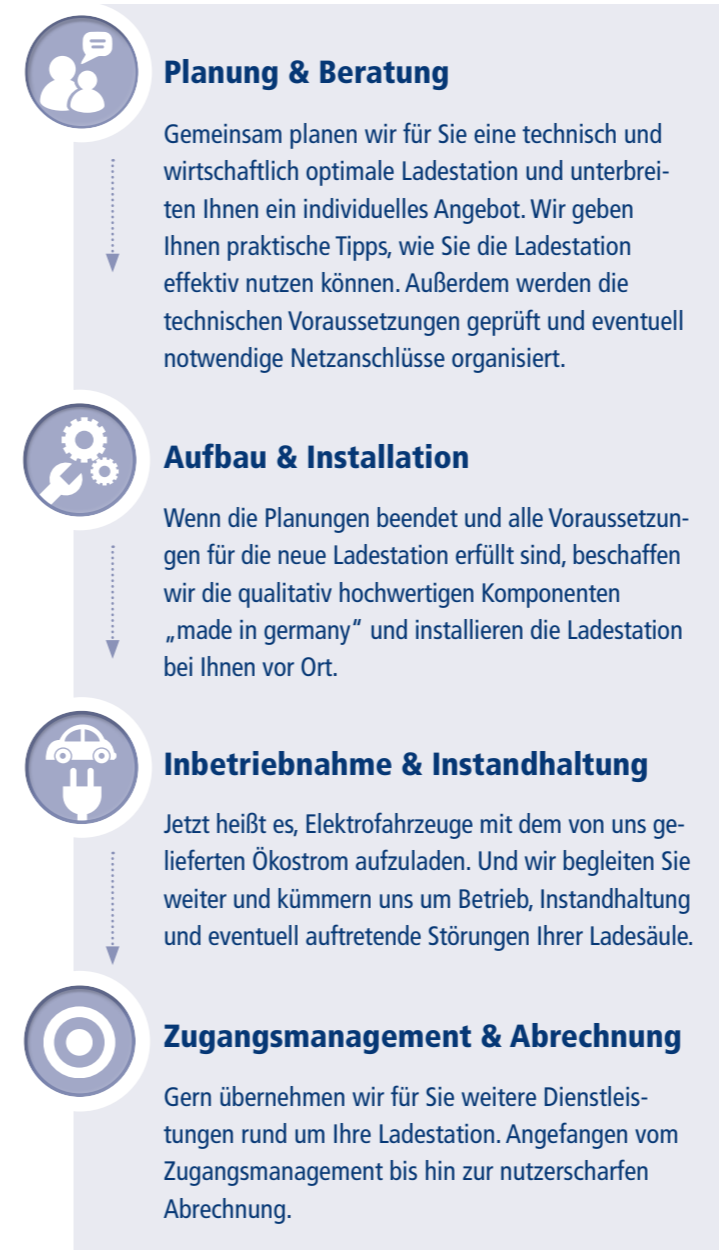 Planung & Beratung
Gemeinsam planen wir für Sie eine technisch und
wirtschaftlich optimale Ladestation und unterbrei-
ten Ihnen ein individuelles Angebot. Wir geben
Ihnen praktische Tipps, wie Sie die Ladestation
effektiv nutzen können. Außerdem werden die
technischen Voraussetzungen geprüft und eventuell
notwendige Netzanschlüsse organisiert.
Aufbau & Installation
Wenn die Planungen beendet und alle Voraussetzun-
gen für die neue Ladestation erfüllt sind, beschaffen
wir die qualitativ hochwertigen Komponenten
„made in germany“ und installieren die Ladestation
bei Ihnen vor Ort.
Inbetriebnahme & Instandhaltung
Jetzt heißt es, Elektrofahrzeuge mit dem von uns ge-
lieferten Ökostrom aufzuladen. Und wir begleiten Sie
weiter und kümmern uns um Betrieb, Instandhaltung
und eventuell auftretende Störungen Ihrer Ladesäule.
Zugangsmanagement & Abrechnung
Gern übernehmen wir für Sie weitere Dienstleis-
tungen rund um Ihre Ladestation. Angefangen vom
Zugangsmanagement bis hin zur nutzerscharfen
Abrechnung.